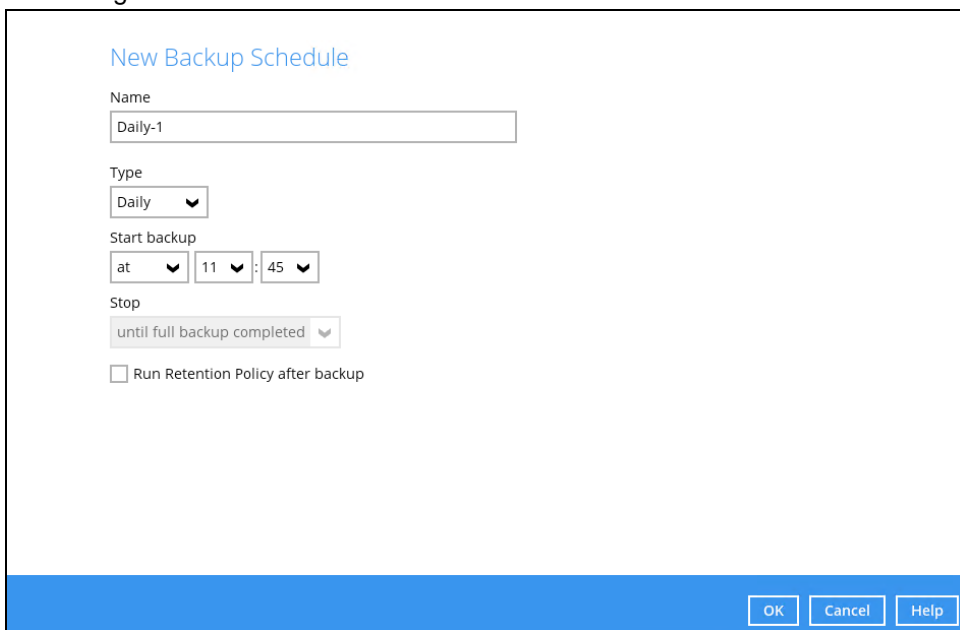 New Backup Schedule
Name
Daily-1
Type
Daily
Start backup
at 11 : 45
Stop
until full backup completed
Run Retention Policy after backup
OK Cancel Help